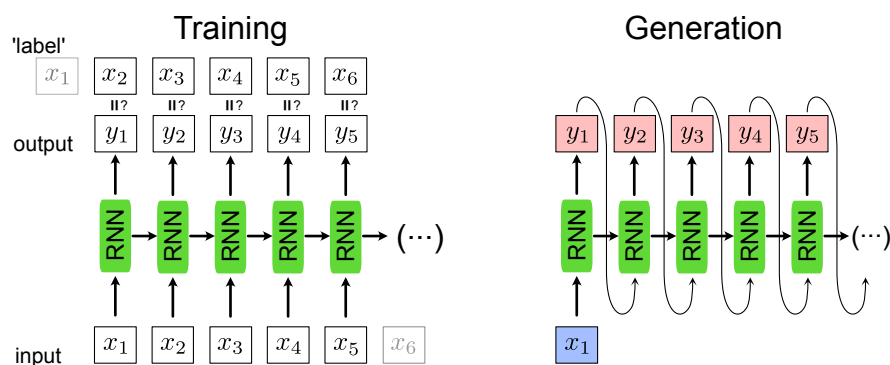 Training Generation
'label' x₁ x₂ x₃ x₄ x₅ x₆
=? =? =? =? =?
output y₁ y₂ y₃ y₄ y₅ y₁ y₂ y₃ y₄ y₅
RNN RNN RNN RNN RNN (···) RNN RNN RNN RNN RNN (···)
input x₁ x₂ x₃ x₄ x₅ x₆ x₁